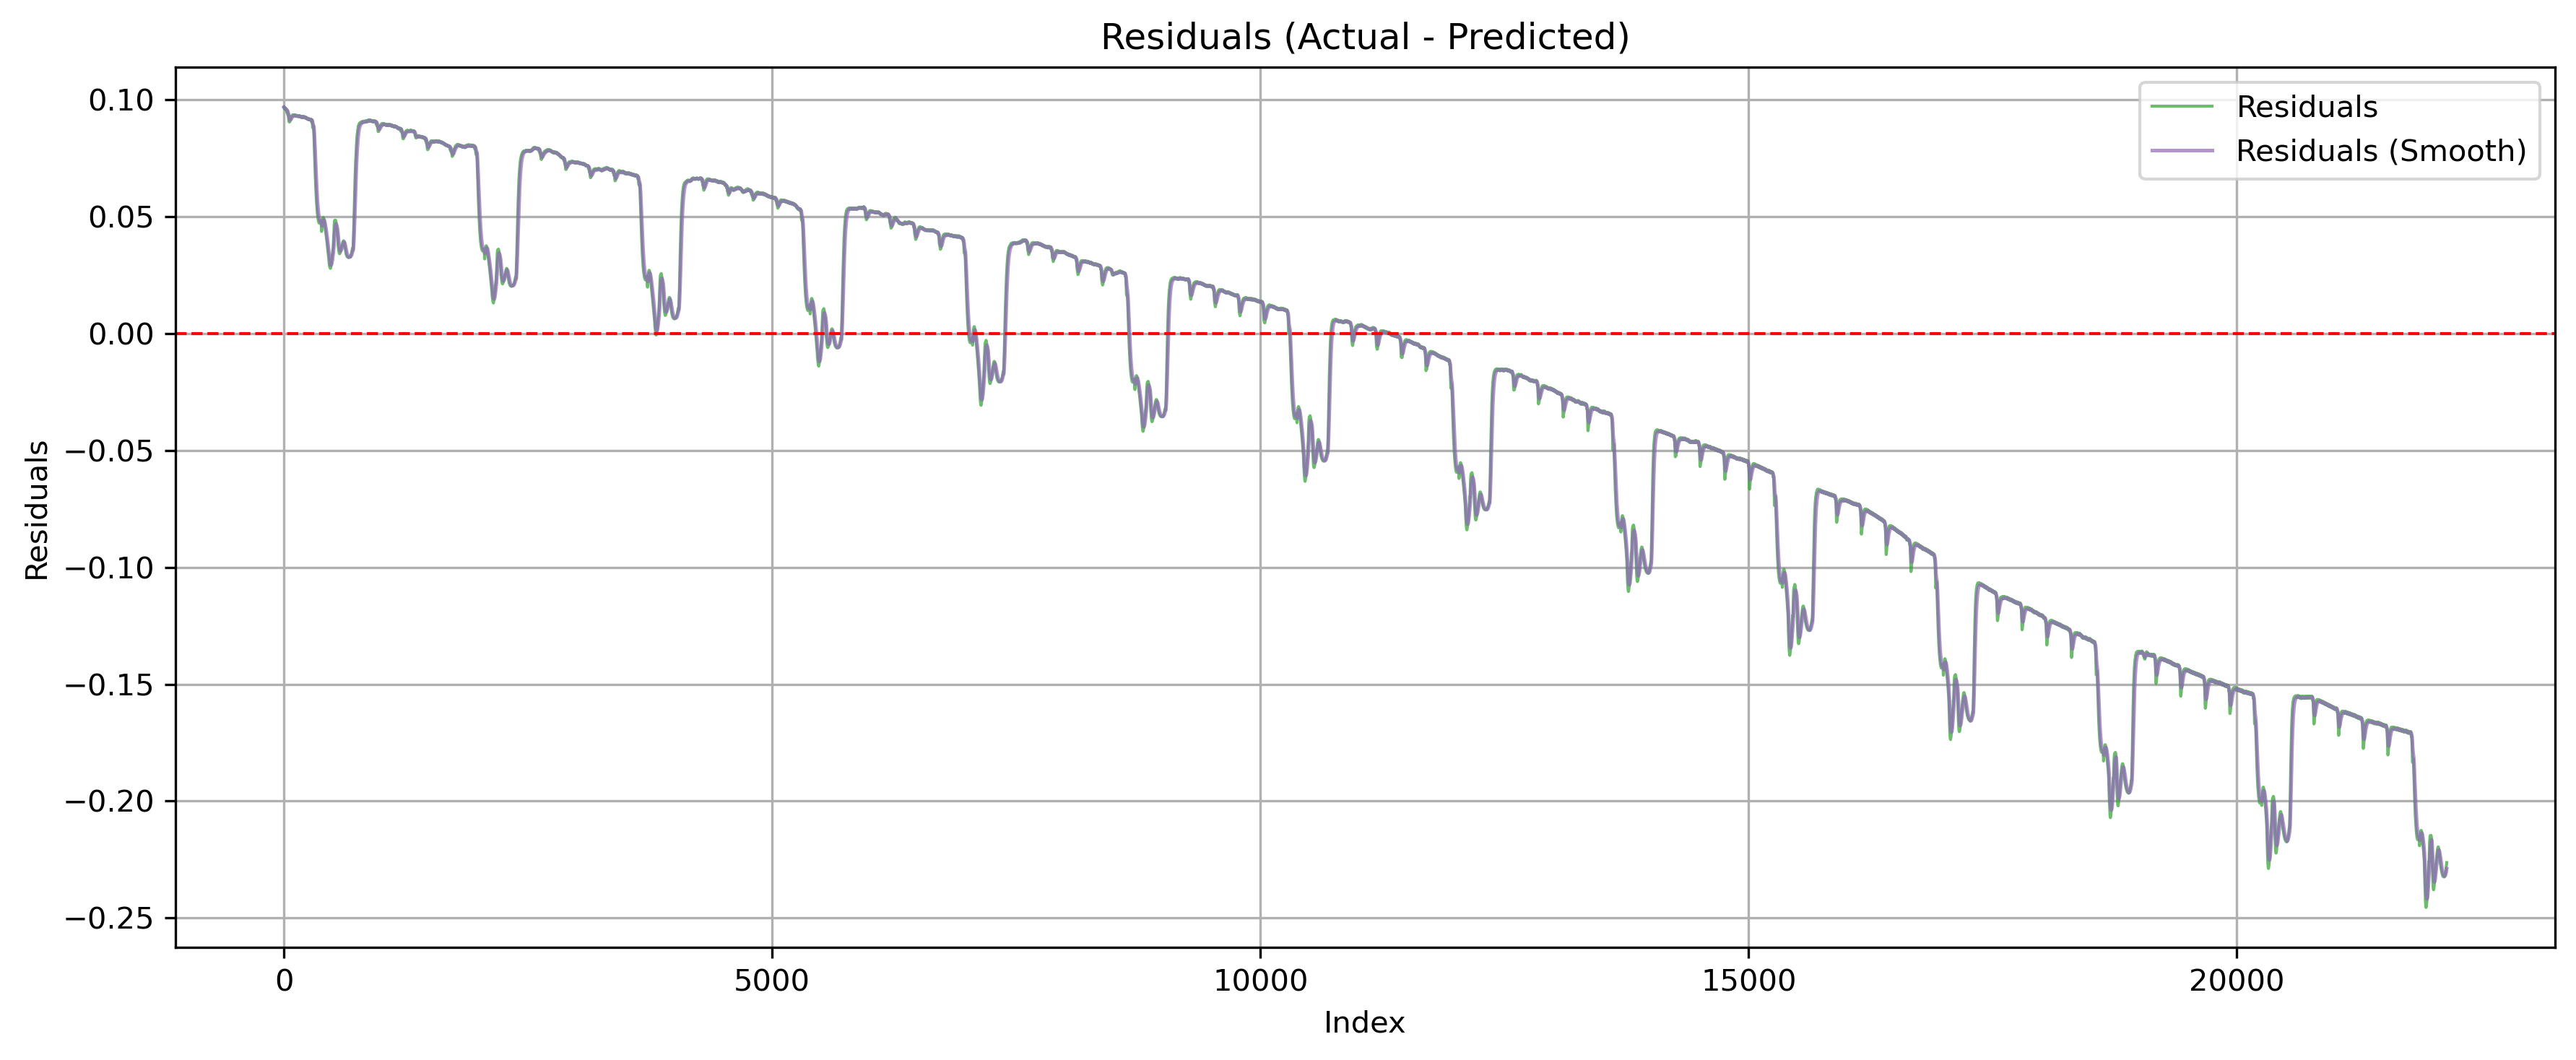 Residuals (Actual - Predicted)
Residuals
Residuals (Smooth)
0.10
0.05
0.00
−0.05
−0.10
−0.15
−0.20
−0.25
Residuals
0
5000
10000
15000
20000
Index